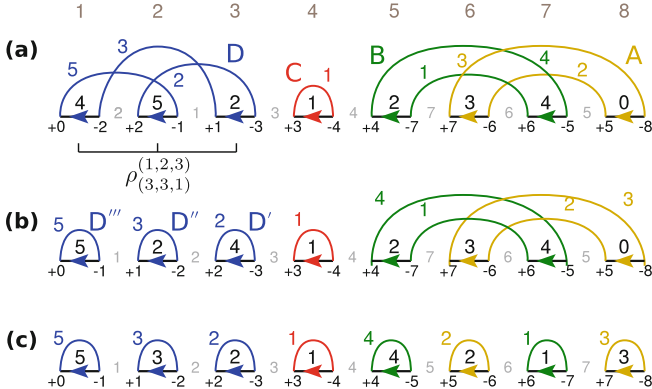 1 2 3 4 5 6 7 8
(a) 5 3 2 D C 1 B 1 3 4 2 A
4 2 5 1 2 3 1 4 2 7 3 6 4 5 0
+0 -2 +2 -1 +1 -3 +3 -4 +4 -7 +7 -6 +6 -5 +5 -8
ρ(3,3,1)(1,2,3)
(b) 5 D''' 3 D'' 2 D' 1 4 1 2 3
5 1 2 2 4 3 1 4 2 7 3 6 4 5 0
+0 -1 +1 -2 +2 -3 +3 -4 +4 -7 +7 -6 +6 -5 +5 -8
(c) 5 3 2 1 4 2 1 3
5 1 3 2 2 3 1 4 4 5 2 6 1 7 3
+0 -1 +1 -2 +2 -3 +3 -4 +4 -5 +5 -6 +6 -7 +7 -8